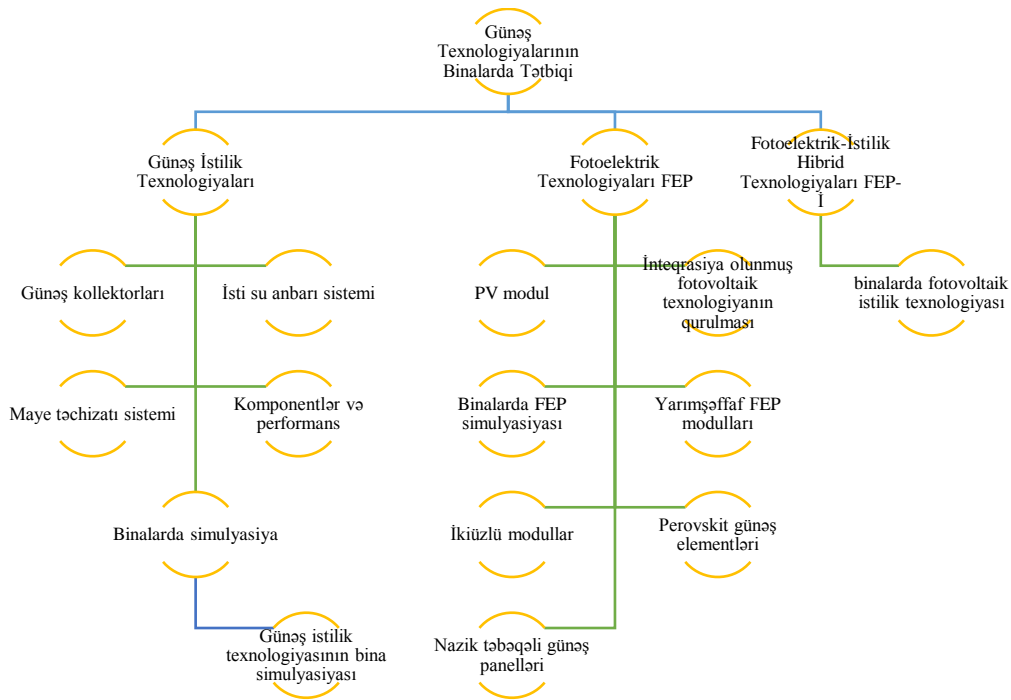 Günəş
Texnologiyalarının
Binalarda Tətbiqi
Günəş İstilik
Texnologiyaları
Fotoelektrik
Texnologiyaları FEP
Fotoelektrik-İstilik
Hibrid
Texnologiyaları FEP-
İ
Günəş kollektorları
İsti su anbarı sistemi
PV modul
İnteqrasiya olunmuş
fotovoltaik
texnologiyanın
qurulması
binalarda fotovoltaik
istilik texnologiyası
Maye təchizatı sistemi
Komponentlər və
performans
Binalarda FEP
simulyasiyası
Yarımşəffaf FEP
modulları
Binalarda simulyasiya
İkiüzlü modullar
Perovskit günəş
elementləri
Günəş istilik
texnologiyasının bina
simulyasiyası
Nazik təbəqəli günəş
panelləri